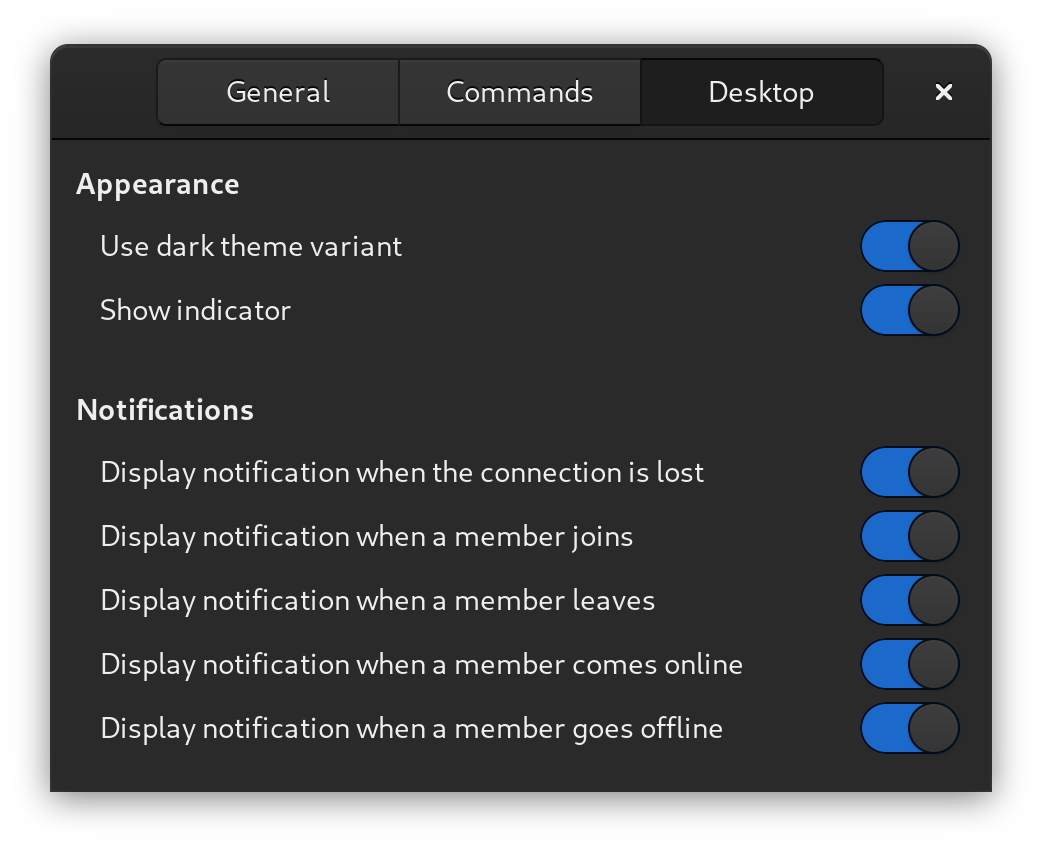 General
Commands
Desktop
Appearance
Use dark theme variant
Show indicator
Notifications
Display notification when the connection is lost
Display notification when a member joins
Display notification when a member leaves
Display notification when a member comes online
Display notification when a member goes offline